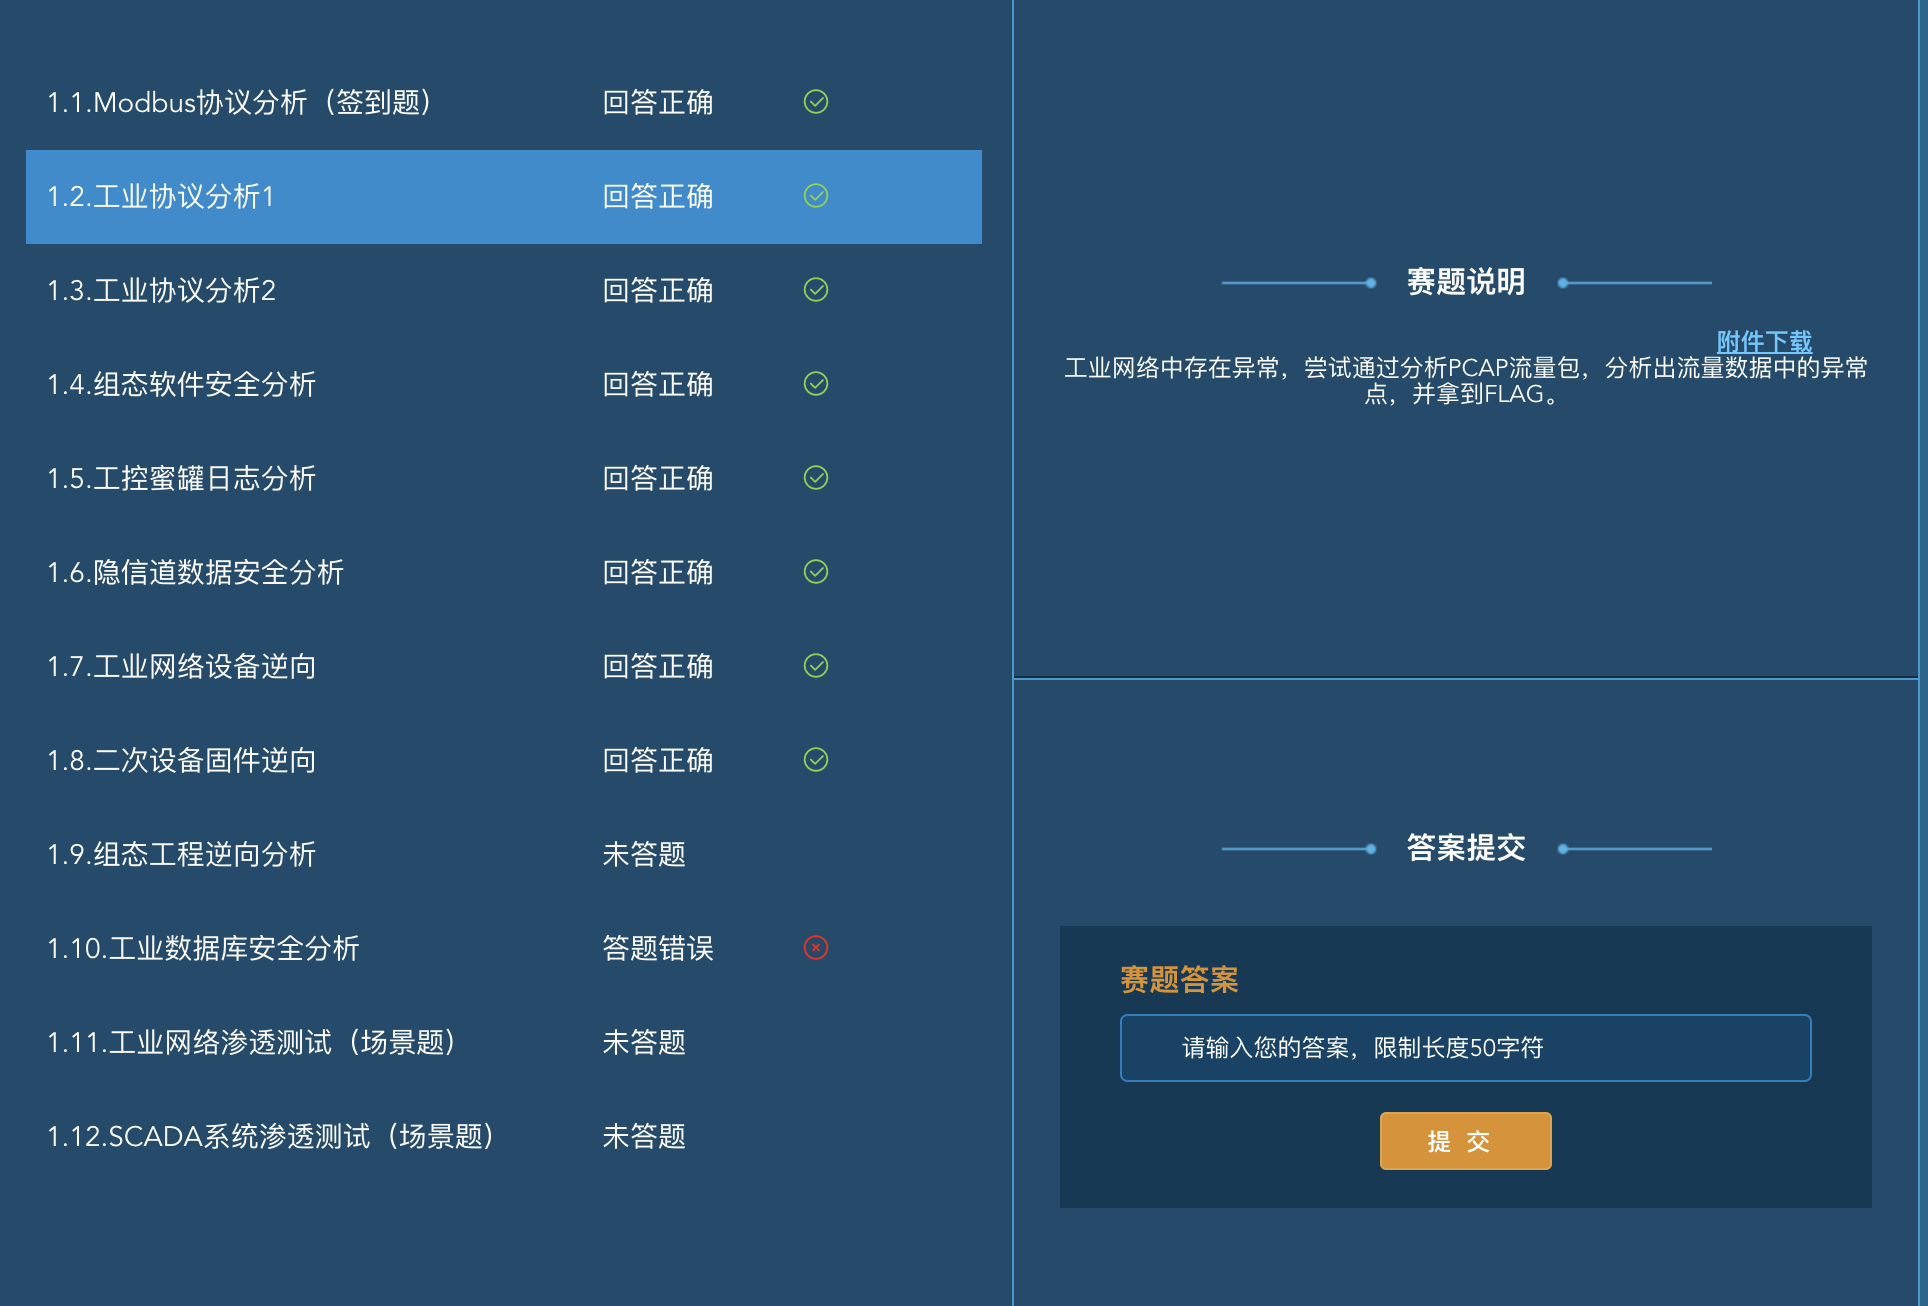 1.1.Modbus协议分析（签到题） 回答正确
1.2.工业协议分析1 回答正确
1.3.工业协议分析2 回答正确
1.4.组态软件安全分析 回答正确
1.5.工控蜜罐日志分析 回答正确
1.6.隐信道数据安全分析 回答正确
1.7.工业网络设备逆向 回答正确
1.8.二次设备固件逆向 回答正确
1.9.组态工程逆向分析 未答题
1.10.工业数据库安全分析 答题错误
1.11.工业网络渗透测试（场景题） 未答题
1.12.SCADA系统渗透测试（场景题） 未答题
赛题说明
附件下载
工业网络中存在异常，尝试通过分析PCAP流量包，分析出流量数据中的异常
点，并拿到FLAG。
答案提交
赛题答案
请输入您的答案，限制长度50字符
提 交